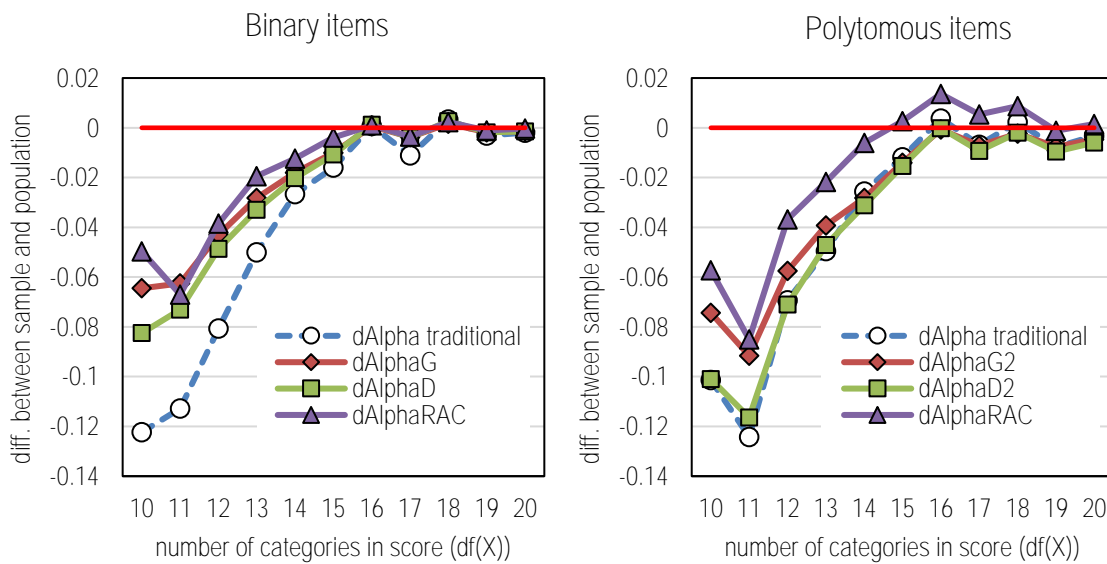 Binary items
diff. between sample and population
0.02
0
-0.02
-0.04
-0.06
-0.08
-0.1
-0.12
-0.14
dAlpha traditional
dAlphaG
dAlphaD
dAlphaRAC
10 11 12 13 14 15 16 17 18 19 20
number of categories in score (df(X))
Polytomous items
diff. between sample and population
0.02
0
-0.02
-0.04
-0.06
-0.08
-0.1
-0.12
-0.14
dAlpha traditional
dAlphaG2
dAlphaD2
dAlphaRAC
10 11 12 13 14 15 16 17 18 19 20
number of categories in score (df(X))